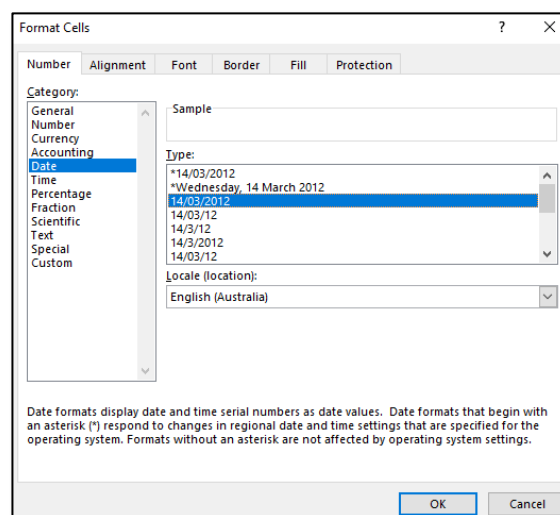 Format Cells
?
Number
Alignment
Font
Border
Fill
Protection
Category:
General
Number
Currency
Accounting
Date
Time
Percentage
Fraction
Scientific
Text
Special
Custom
Sample
Type:
*14/03/2012
*Wednesday, 14 March 2012
14/03/2012
14/03/12
14/3/12
14/3/2012
14/03/12
Locale (location):
English (Australia)
Date formats display date and time serial numbers as date values.  Date formats that begin with
an asterisk (*) respond to changes in regional date and time settings that are specified for the
operating system. Formats without an asterisk are not affected by operating system settings.
OK
Cancel